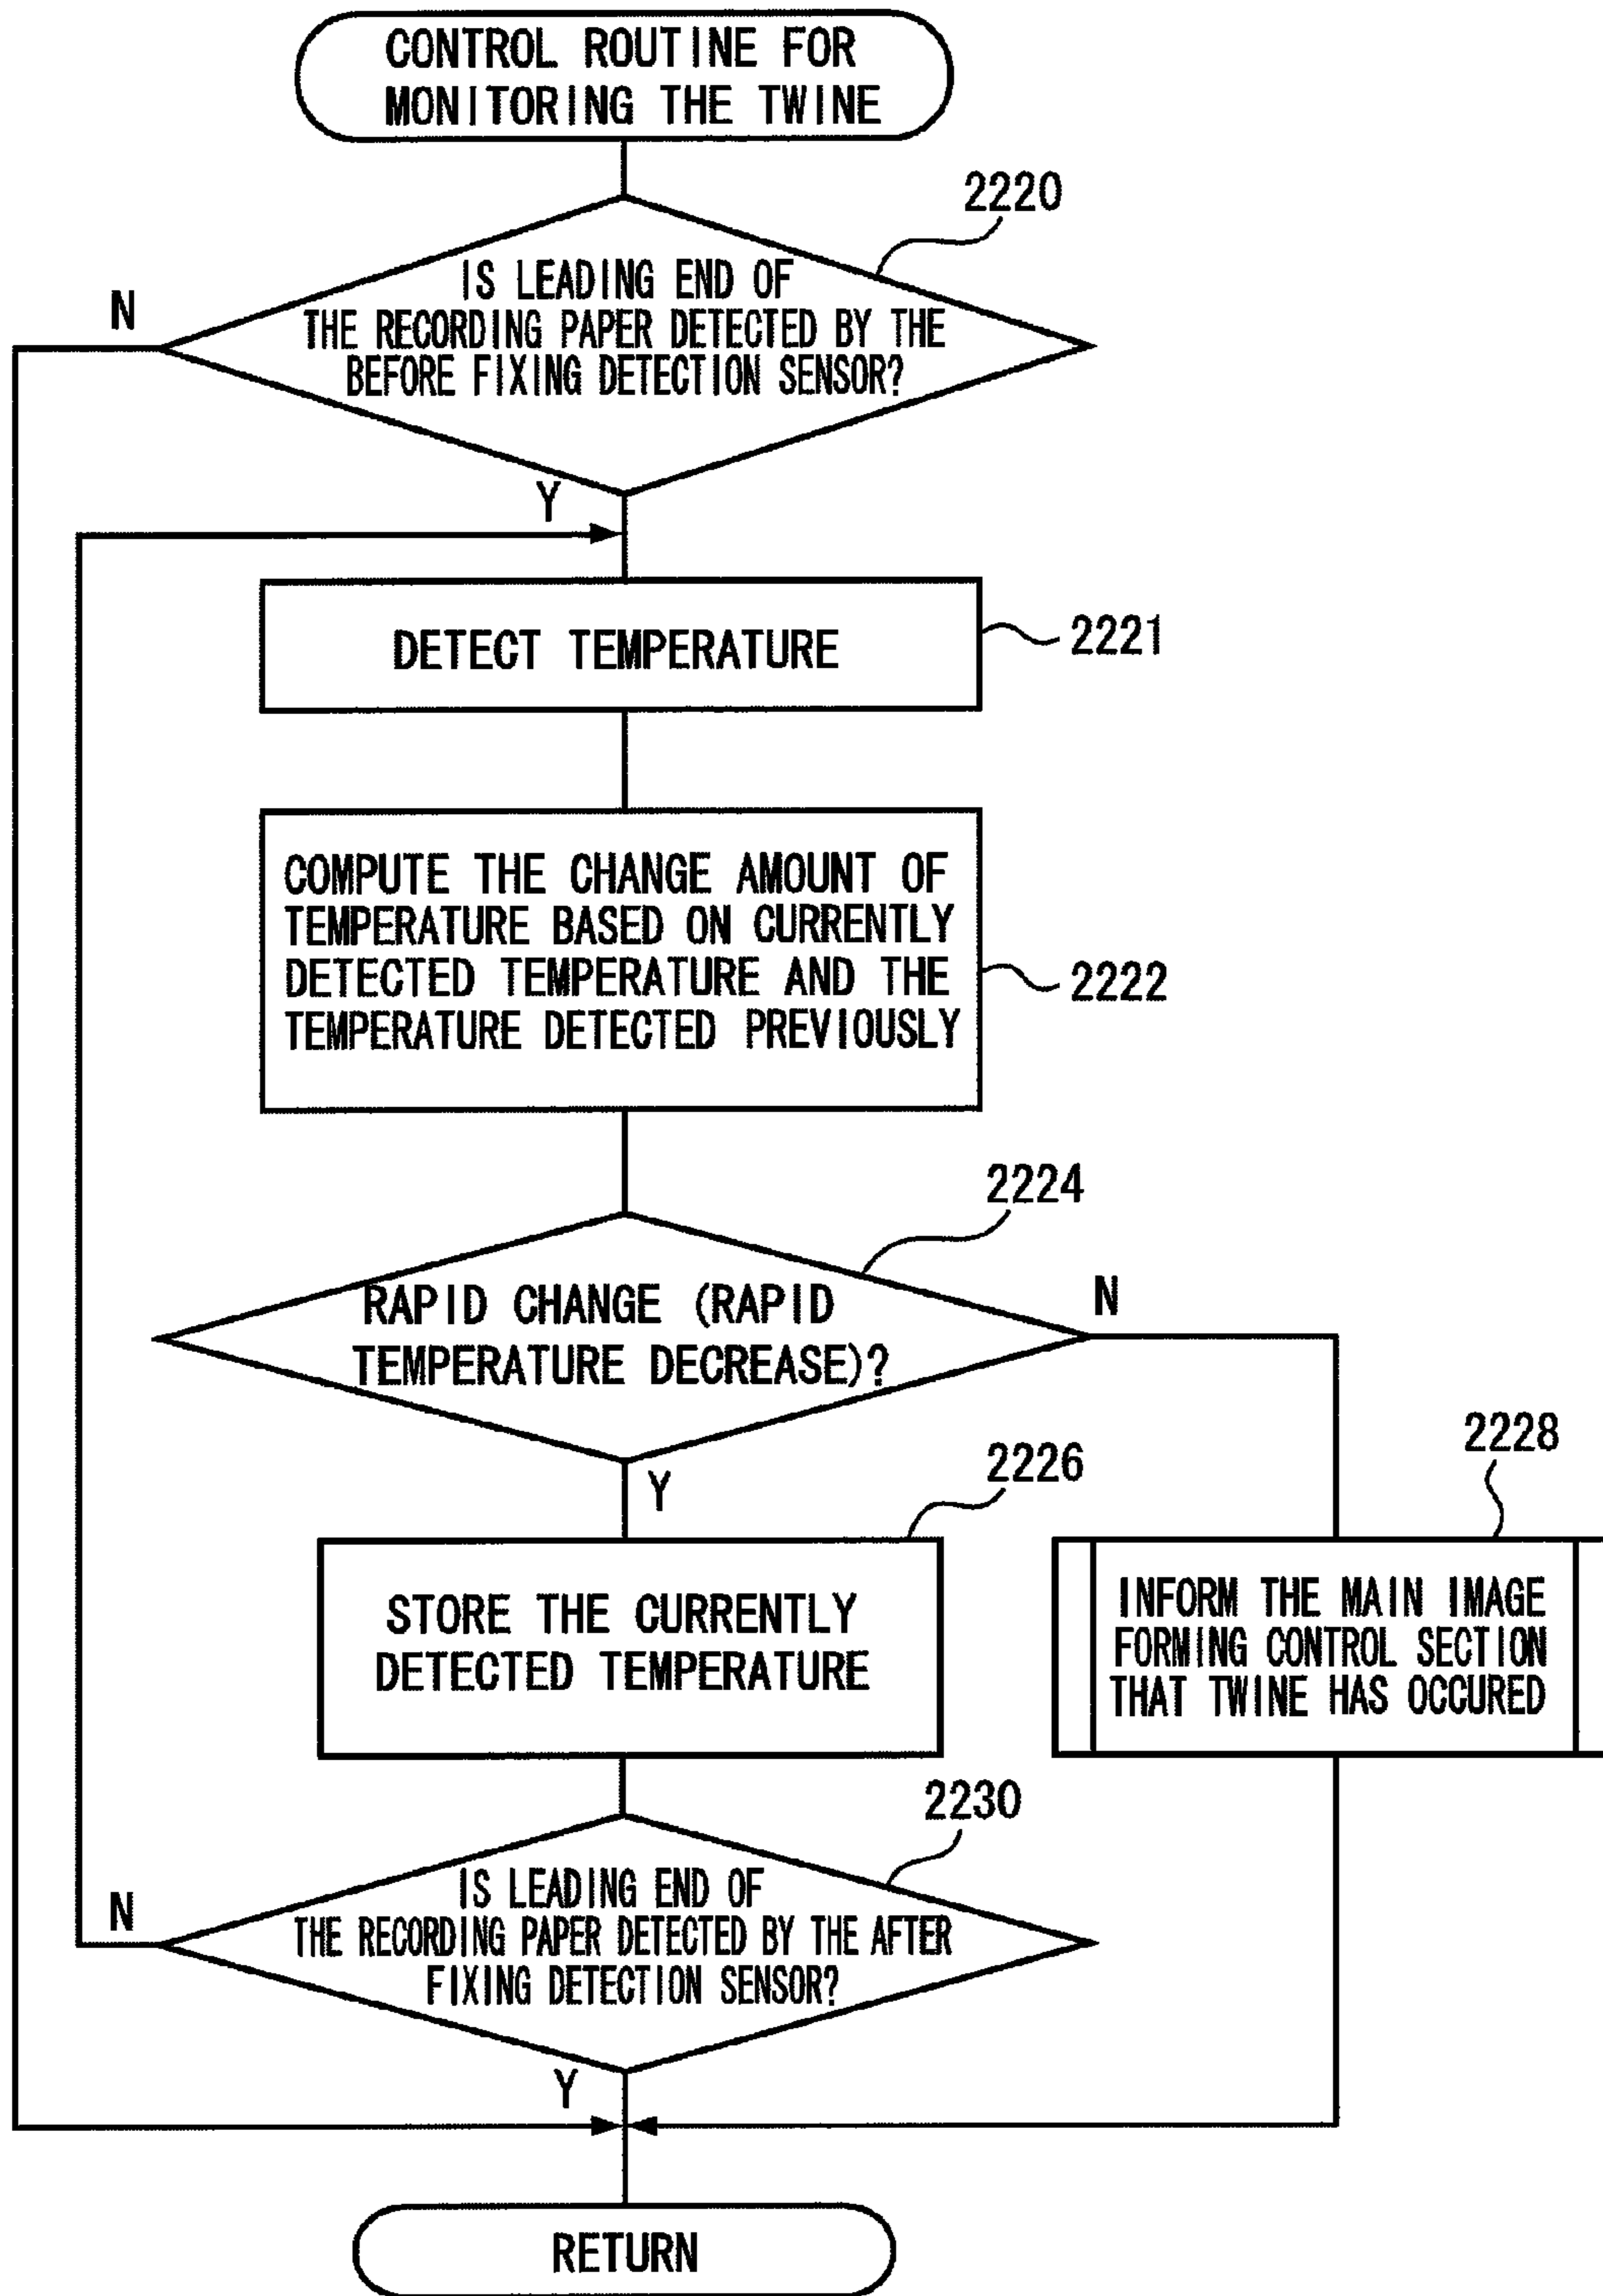 CONTROL ROUTINE FOR
MONITORING THE TWINE
2220
IS LEADING END OF
THE RECORDING PAPER DETECTED BY THE
BEFORE FIXING DETECTION SENSOR?
N
Y
DETECT TEMPERATURE
2221
COMPUTE THE CHANGE AMOUNT OF
TEMPERATURE BASED ON CURRENTLY
DETECTED TEMPERATURE AND THE
TEMPERATURE DETECTED PREVIOUSLY
2222
2224
RAPID CHANGE (RAPID
TEMPERATURE DECREASE)?
N
Y
2226
STORE THE CURRENTLY
DETECTED TEMPERATURE
2228
INFORM THE MAIN IMAGE
FORMING CONTROL SECTION
THAT TWINE HAS OCCURED
2230
IS LEADING END OF
THE RECORDING PAPER DETECTED BY THE AFTER
FIXING DETECTION SENSOR?
N
Y
RETURN